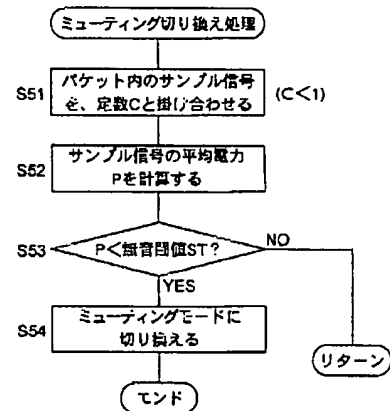 ミューティング切り換え処理
S51
パケット内のサンプル信号
を、定数Cと掛け合わせる
(C<1)
S52
サンプル信号の平均電力
Pを計算する
S53
P<無音閾値ST?
NO
YES
S54
ミューティングモードに
切り換える
リターン
エンド